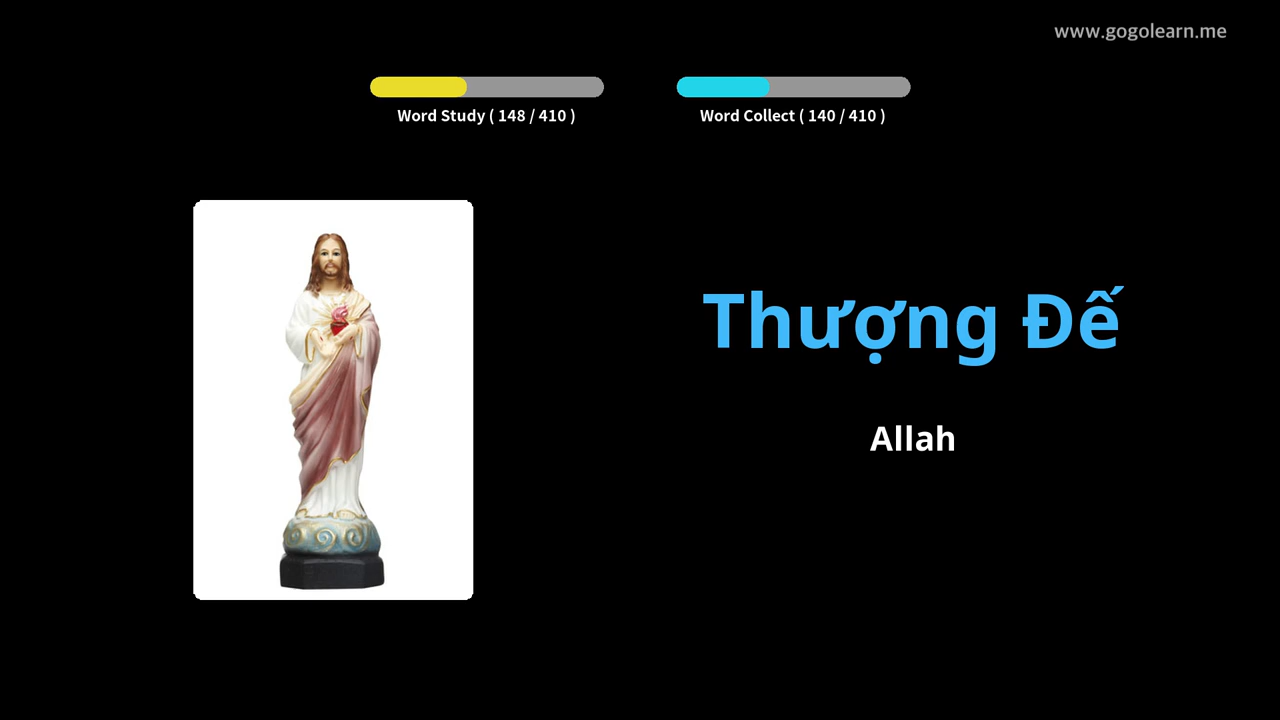 www.gogolearn.me
Word Study ( 148 / 410 )
Word Collect ( 140 / 410 )
Thượng Đế
Allah